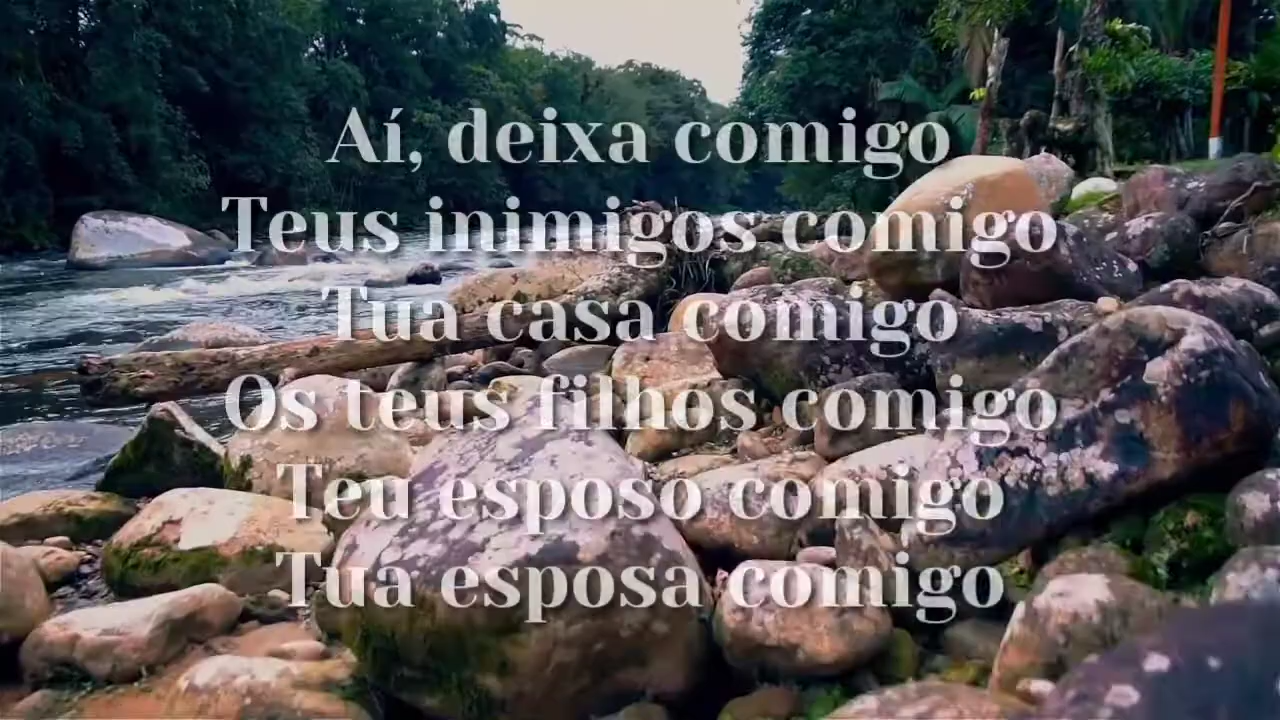 Aí, deixa comigo
Teus inimigos comigo
Tua casa comigo
Os teus filhos comigo
Teu esposo comigo
Tua esposa comigo